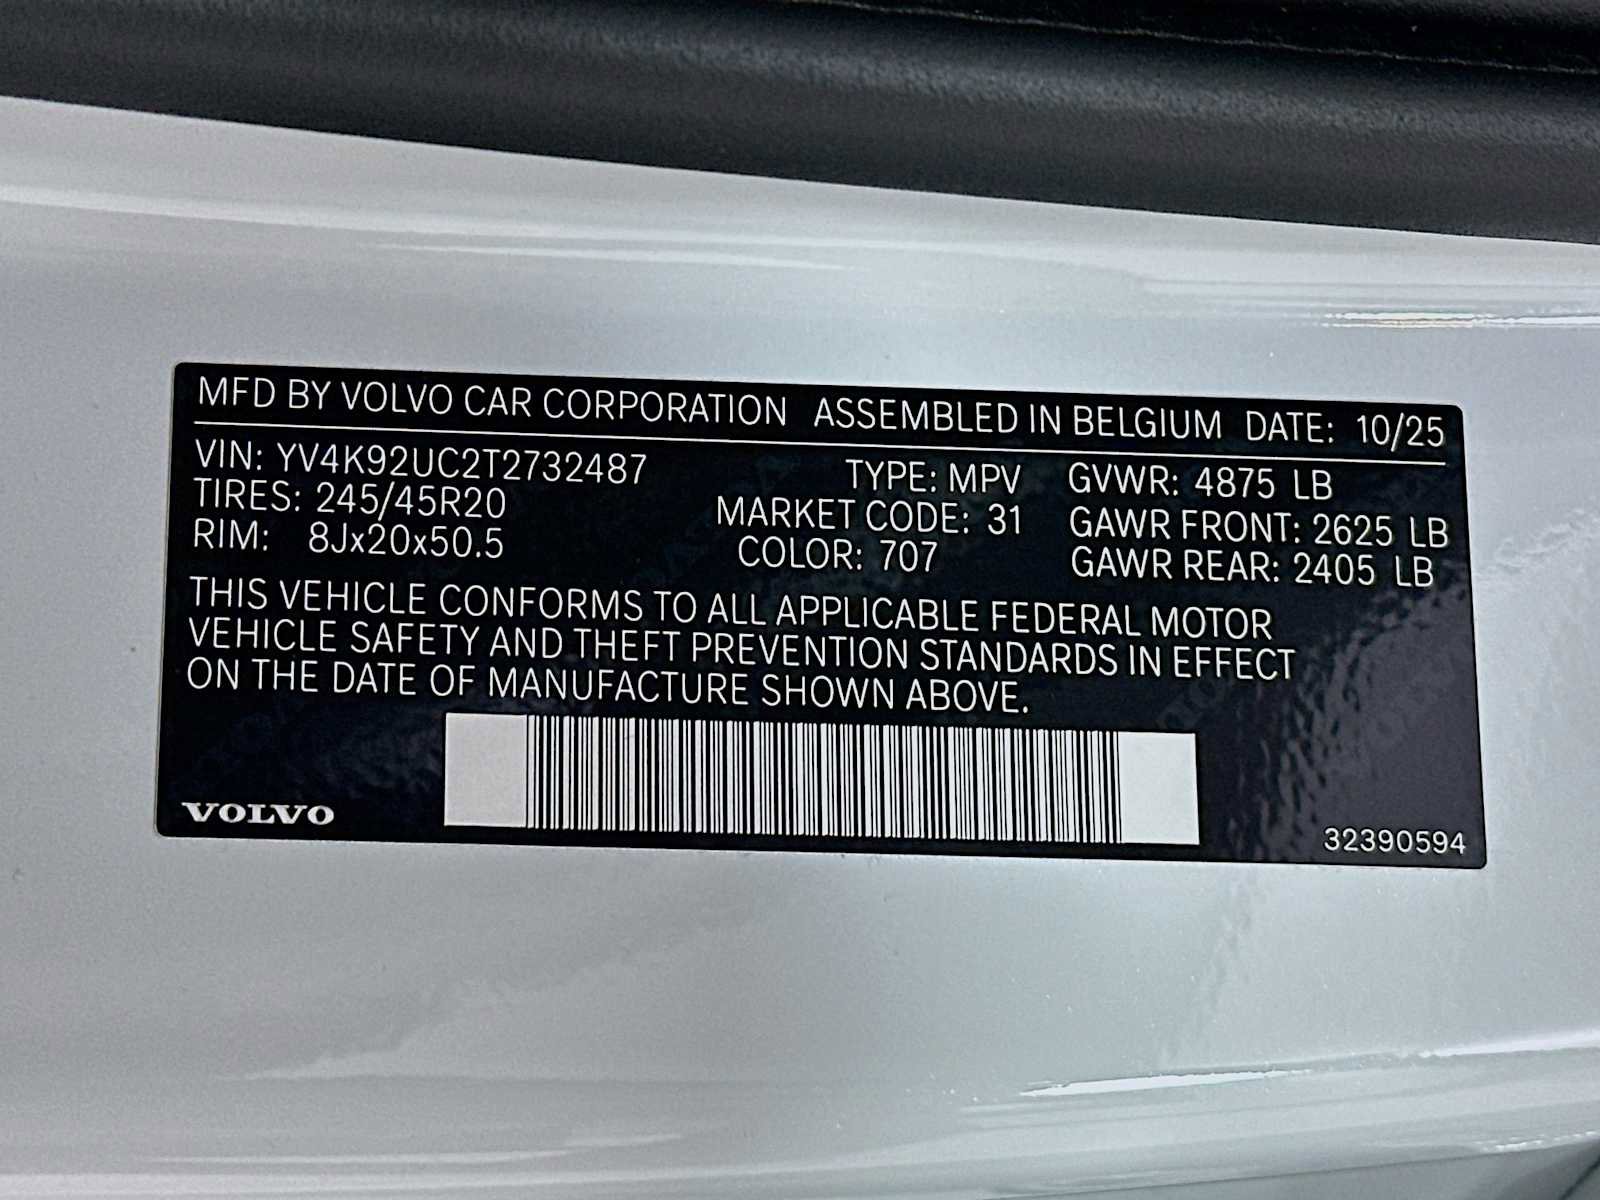 MFD BY VOLVO CAR CORPORATION ASSEMBLED IN BELGIUM DATE: 10/25
VIN: YV4K92UC2T2732487 TYPE: MPV GVWR: 4875 LB
TIRES: 245/45R20 MARKET CODE: 31 GAWR FRONT: 2625 LB
RIM: 8Jx20x50.5 COLOR: 707 GAWR REAR: 2405 LB
THIS VEHICLE CONFORMS TO ALL APPLICABLE FEDERAL MOTOR
VEHICLE SAFETY AND THEFT PREVENTION STANDARDS IN EFFECT
ON THE DATE OF MANUFACTURE SHOWN ABOVE.
VOLVO
32390594